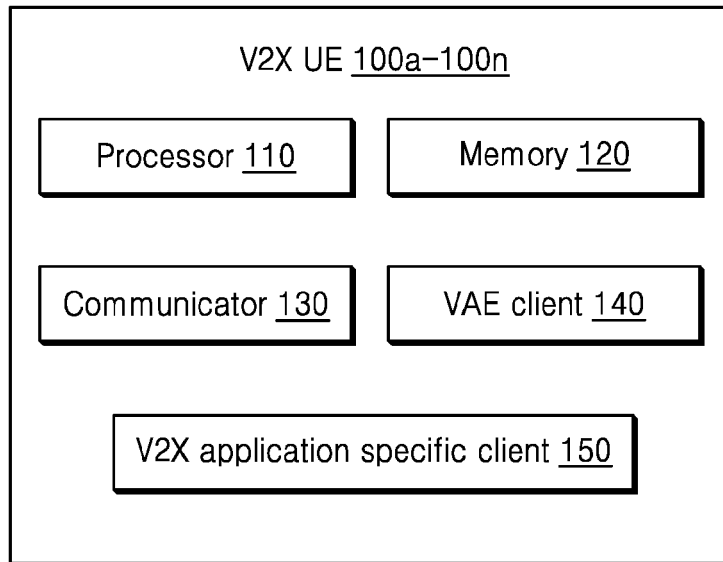 V2X UE 100a-100n
Processor 110
Memory 120
Communicator 130
VAE client 140
V2X application specific client 150